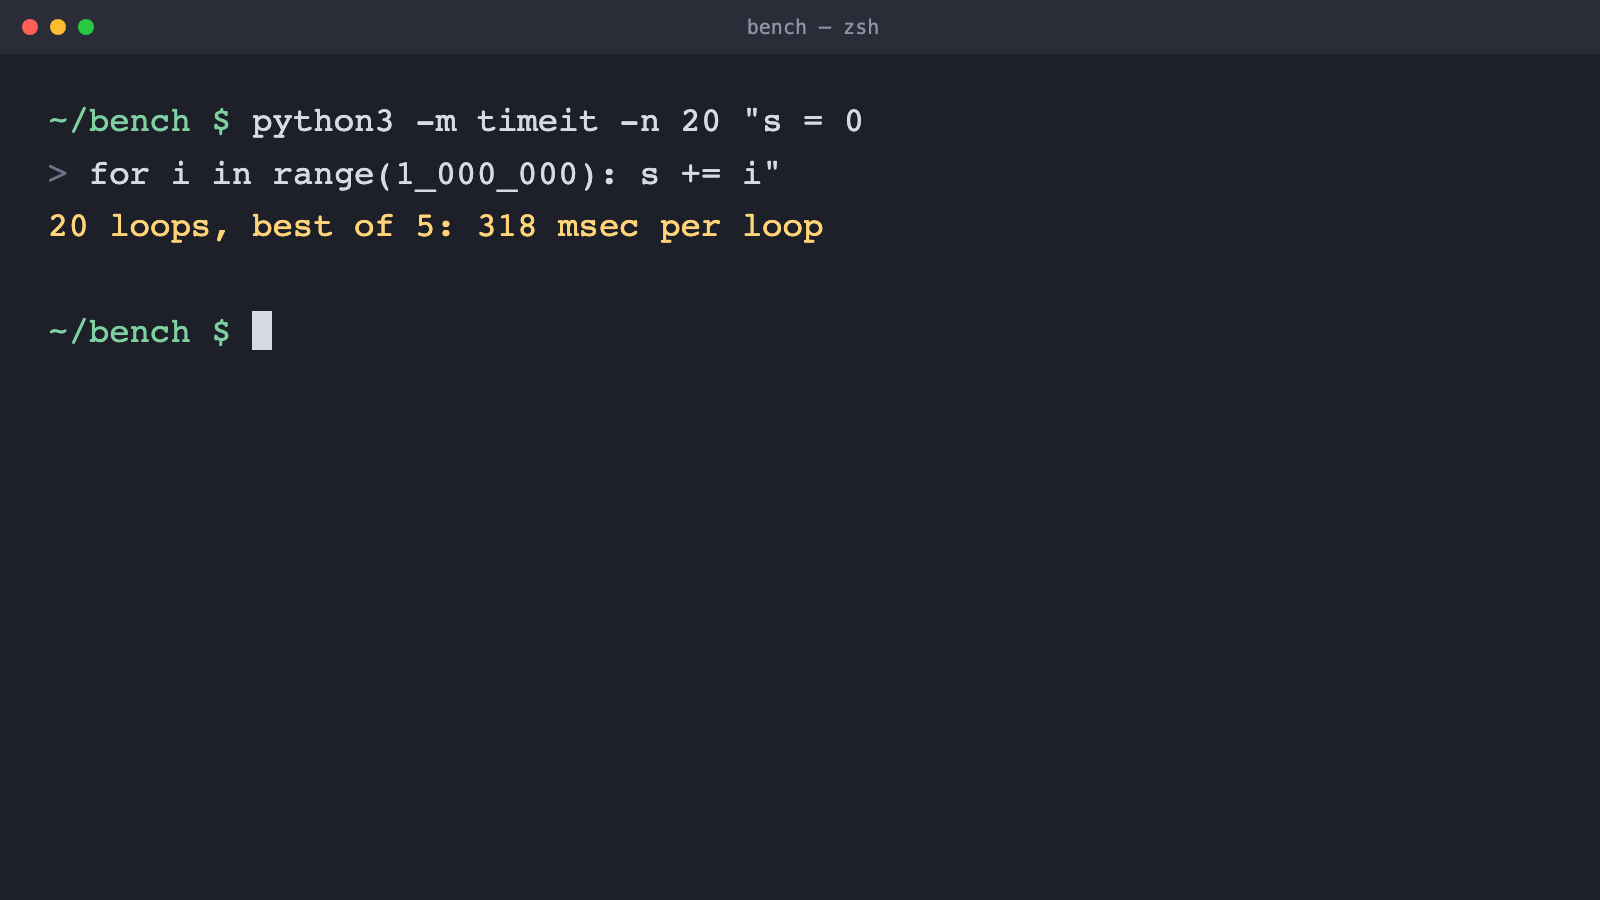 bench — zsh
~/bench $ python3 -m timeit -n 20 "s = 0
> for i in range(1_000_000): s += i"
20 loops, best of 5: 318 msec per loop
~/bench $